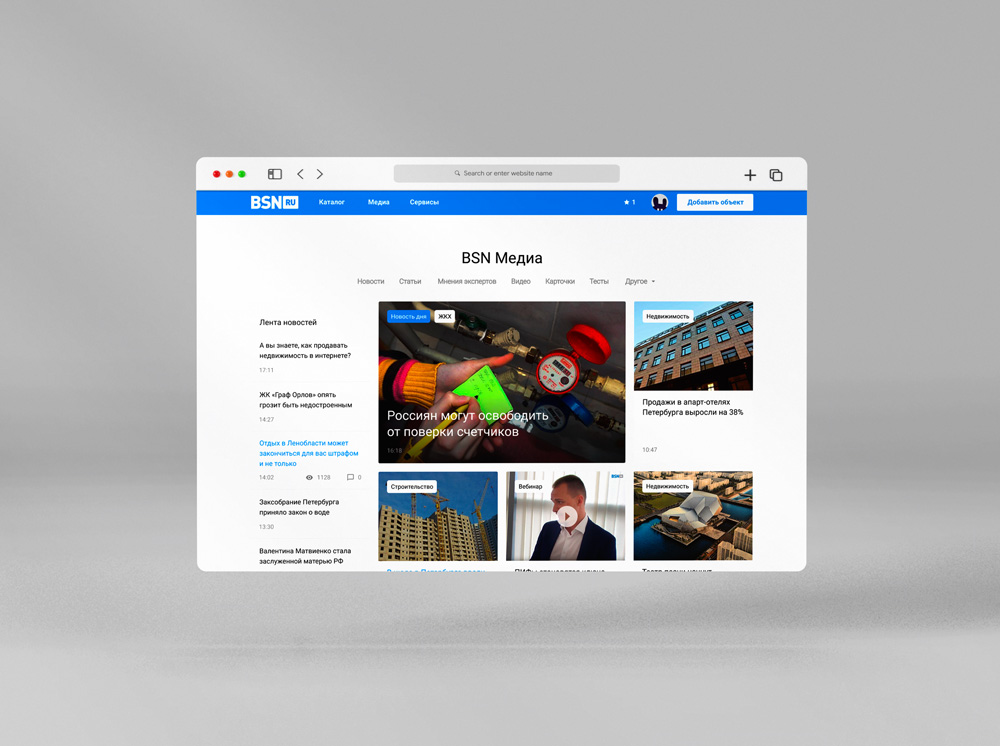 Search or enter website name
BSN RU
Каталог
Медиа
Сервисы
1
Добавить объект
BSN Медиа
Новости
Статьи
Мнения экспертов
Видео
Карточки
Тесты
Другое
Лента новостей
А вы знаете, как продавать
недвижимость в интернете?
17:11
ЖК «Граф Орлов» опять
грозит быть недостроенным
14:27
Отдых в Ленобласти может
закончиться для вас штрафом
и не только
14:02
1128
0
Заксобрание Петербурга
приняло закон о воде
13:30
Валентина Матвиенко стала
заслуженной матерью РФ
Новость дня
ЖКХ
Россиян могут освободить
от поверки счетчиков
16:18
Недвижимость
Продажи в апарт-отелях
Петербурга выросли на 38%
10:47
Строительство
Вебинар
Недвижимость